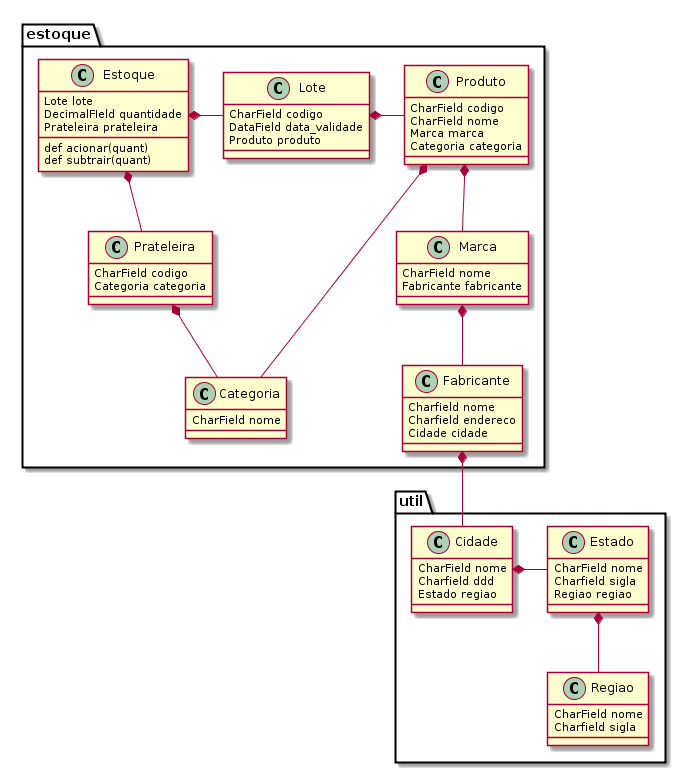 estoque
C Estoque
Lote lote
DecimalField quantidade
Prateleira prateleira
def acionar(quant)
def subtrair(quant)
C Lote
CharField codigo
DataField data_validade
Produto produto
C Produto
CharField codigo
CharField nome
Marca marca
Categoria categoria
C Prateleira
CharField codigo
Categoria categoria
C Marca
CharField nome
Fabricante fabricante
C Categoria
CharField nome
C Fabricante
Charfield nome
Charfield endereco
Cidade cidade
util
C Cidade
CharField nome
Charfield ddd
Estado regiao
C Estado
CharField nome
Charfield sigla
Regiao regiao
C Regiao
CharField nome
Charfield sigla